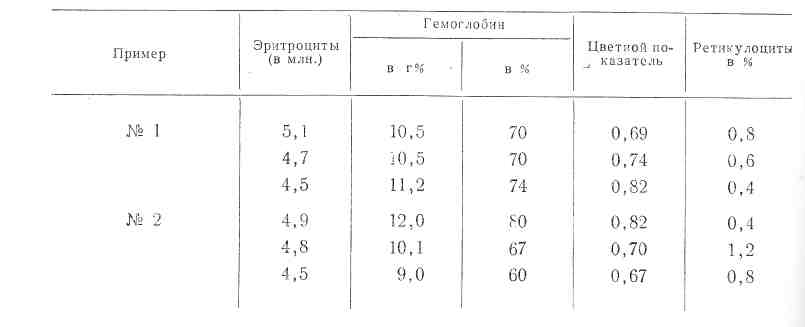 Пример
Эритроциты
(в млн.)
Гемоглобин
в г%
в %
Цветной по-
казатель
Ретикулоциты
в %
№ 1 5,1 10,5 70 0,69 0,8
4,7 10,5 70 0,74 0,6
4,5 11,2 74 0,82 0,4
№ 2 4,9 12,0 80 0,82 0,4
4,8 10,1 67 0,70 1,2
4,5 9,0 60 0,67 0,8